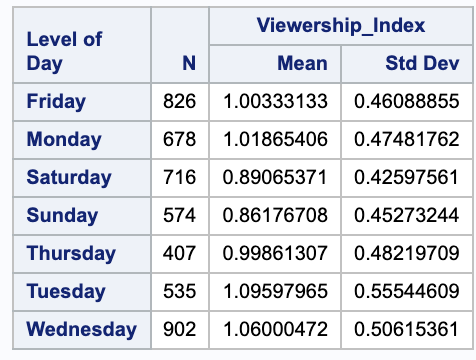 Level of Day N Viewership_Index
Mean Std Dev
Friday 826 1.00333133 0.46088855
Monday 678 1.01865406 0.47481762
Saturday 716 0.89065371 0.42597561
Sunday 574 0.86176708 0.45273244
Thursday 407 0.99861307 0.48219709
Tuesday 535 1.09597965 0.55544609
Wednesday 902 1.06000472 0.50615361